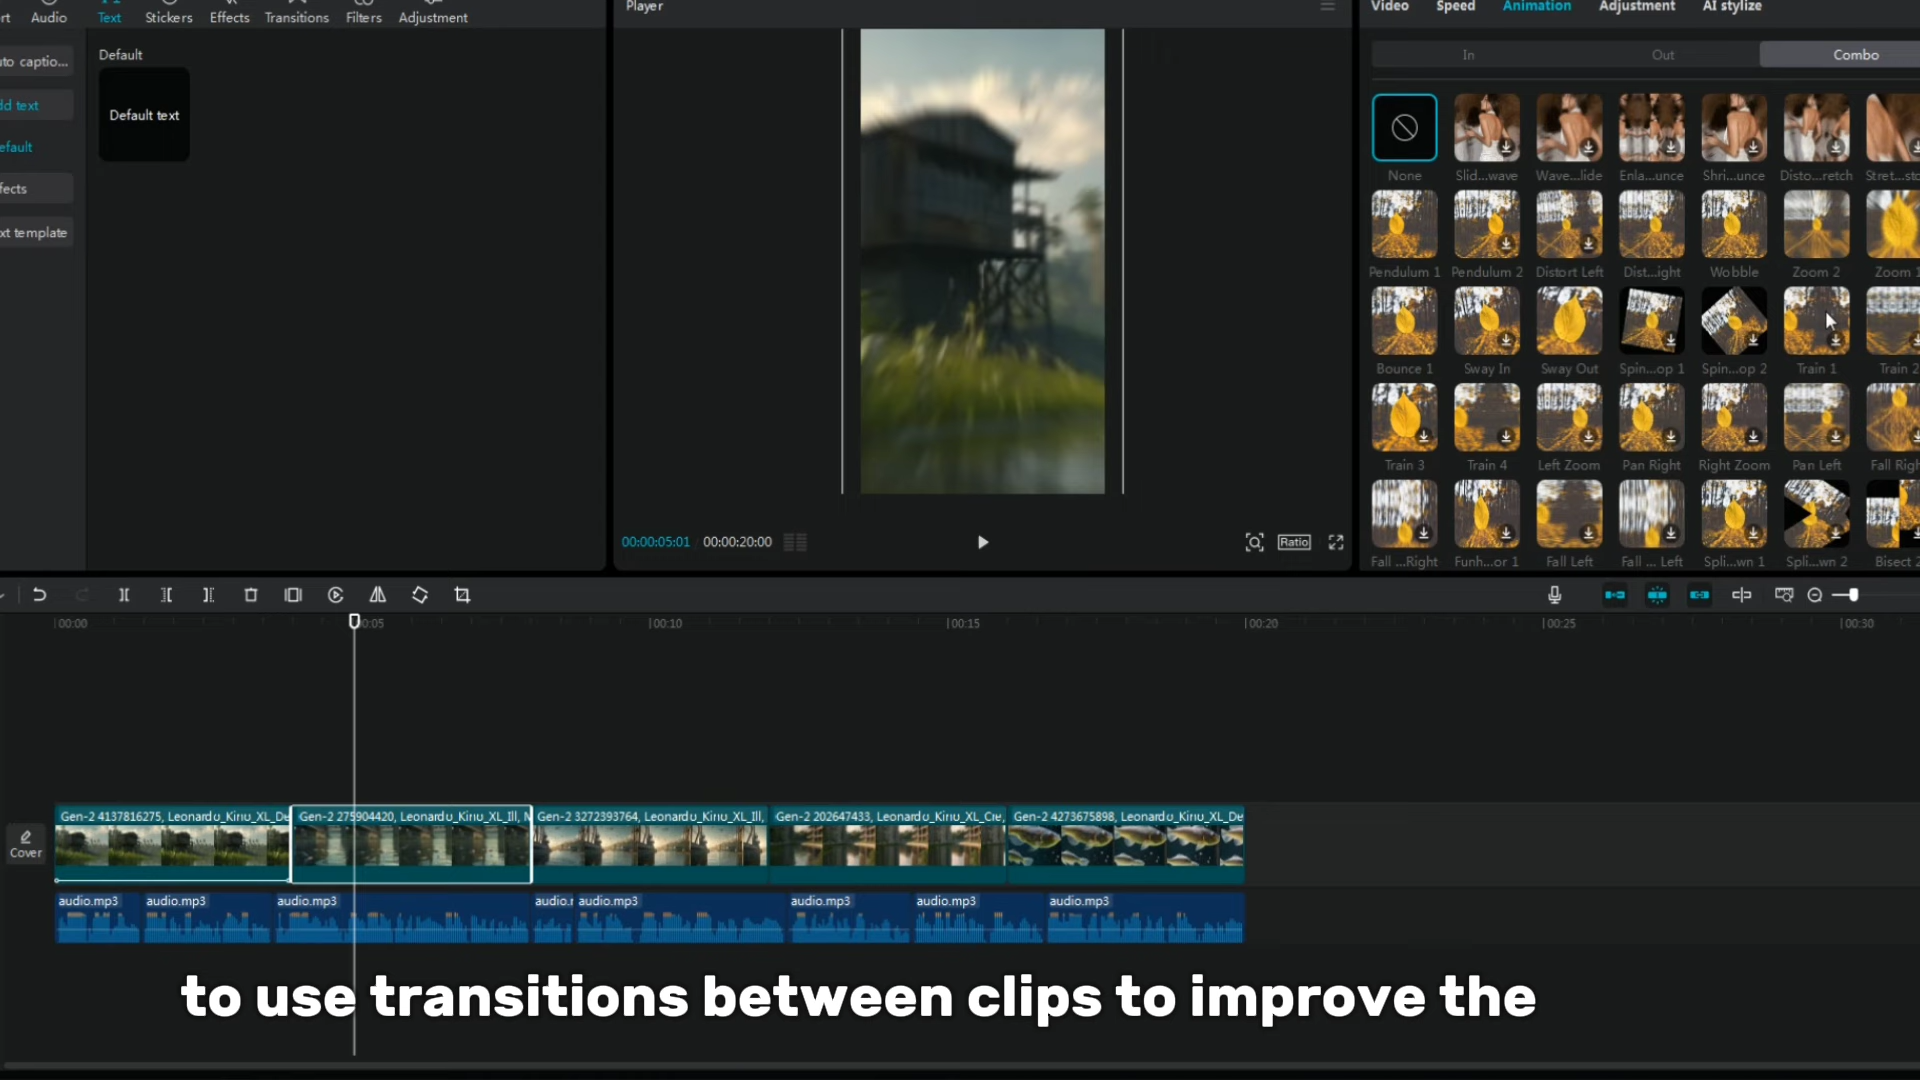 rt Audio Text Stickers Effects Transitions Filters Adjustment
Player
Video Speed Animation Adjustment AI stylize
uto captio...
dd text
efault
fects
xt template
Default
Default text
In Out Combo
None Slid...wave Wave...lide Enla...unce Shri...unce Disto...retch Stret...sto
Pendulum 1 Pendulum 2 Distort Left Dist...ight Wobble Zoom 2 Zoom 1
Bounce 1 Sway In Sway Out Spin...op 1 Spin...op 2 Train 1 Train 2
Train 3 Train 4 Left Zoom Pan Right Right Zoom Pan Left Fall Righ
Fall ...Right Funh...or 1 Fall Left Fall ... Left Spli...wn 1 Spli...wn 2 Bisect 2
00:00:05:01 / 00:00:20:00
Ratio
00:00 00:05 00:10 00:15 00:20 00:25 00:30
Cover
Gen-2 4137816275, Leonardo_Kino_XL_De Gen-2 275904420, Leonardo_Kino_XL_Ill, N Gen-2 3272393764, Leonardo_Kino_XL_Ill, Gen-2 202647433, Leonardo_Kino_XL_Cre, Gen-2 4273675898, Leonardo_Kino_XL_De
audio.mp3 audio.mp3 audio.mp3 audio.r audio.mp3 audio.mp3 audio.mp3 audio.mp3
to use transitions between clips to improve the